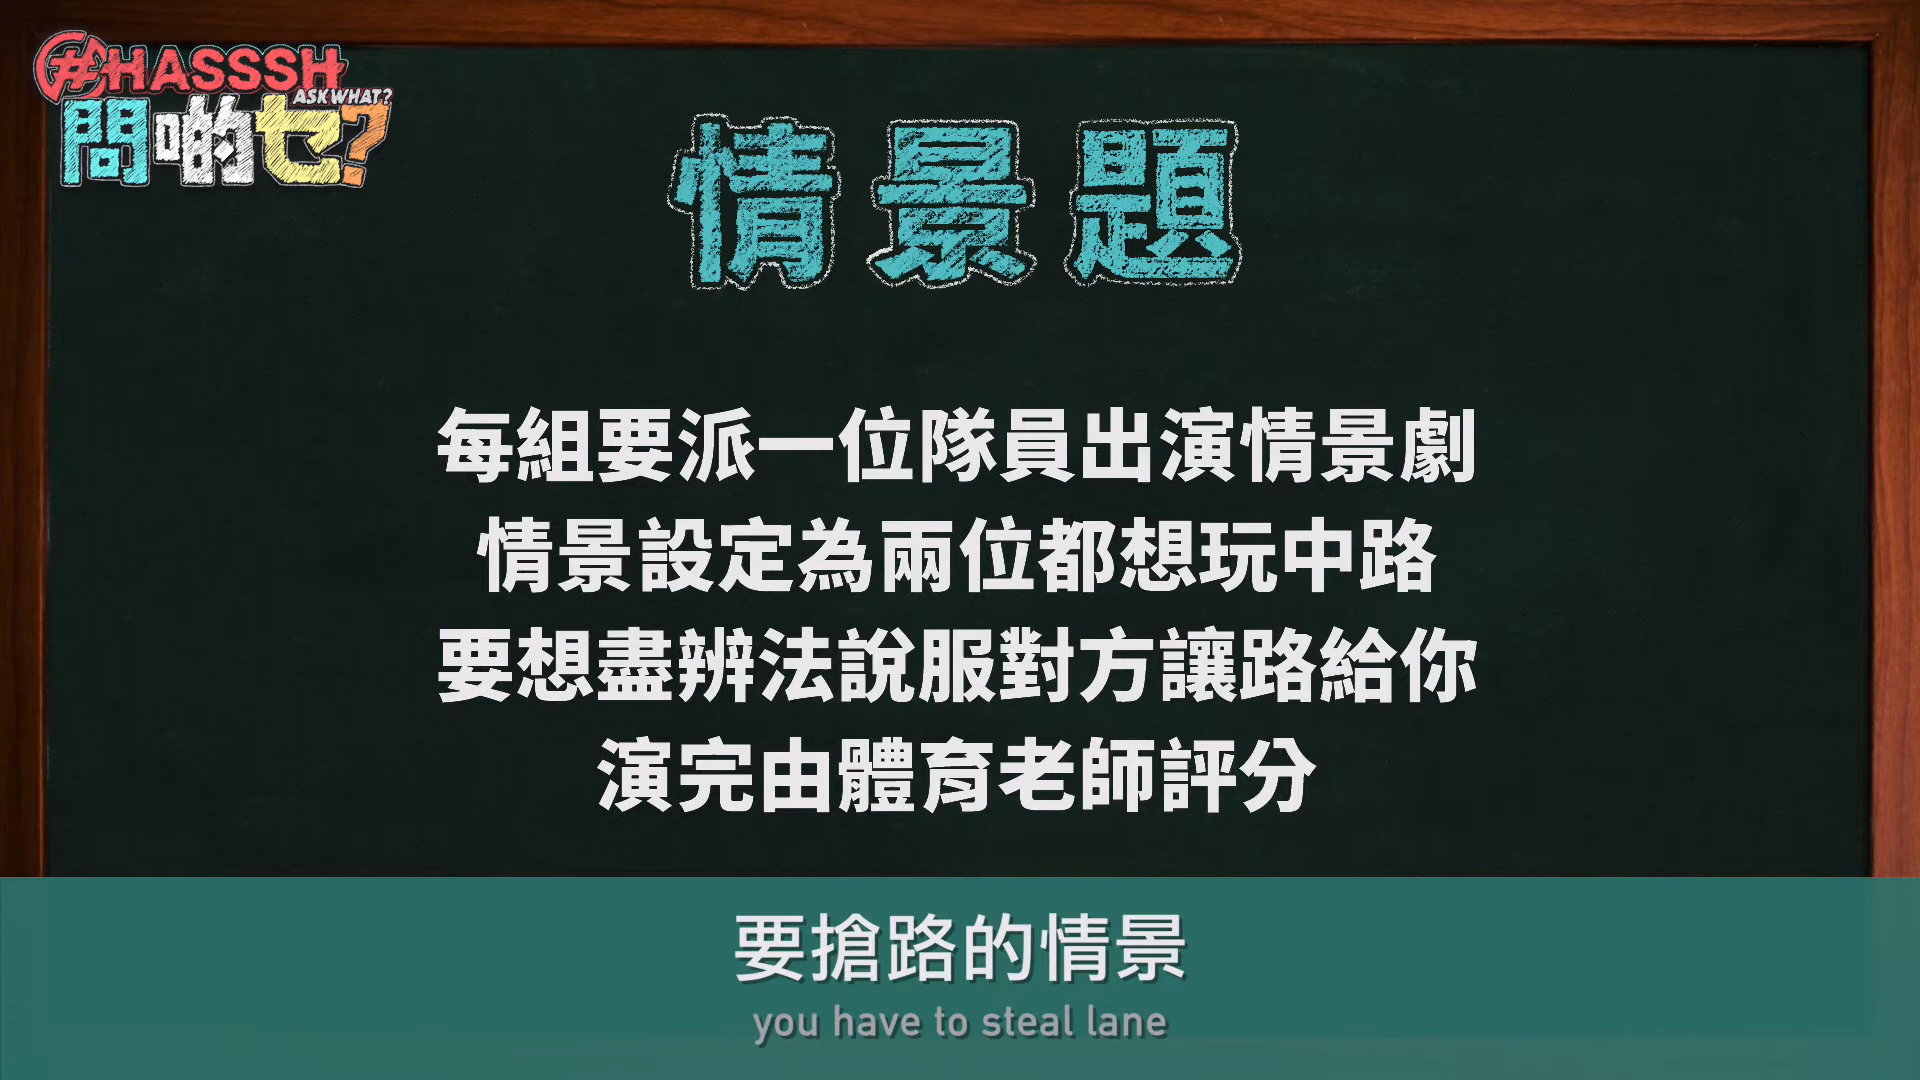 #HASSSH
ASK WHAT?
問啲乜?
情景題
每組要派一位隊員出演情景劇
情景設定為兩位都想玩中路
要想盡辨法說服對方讓路給你
演完由體育老師評分
要搶路的情景
you have to steal lane